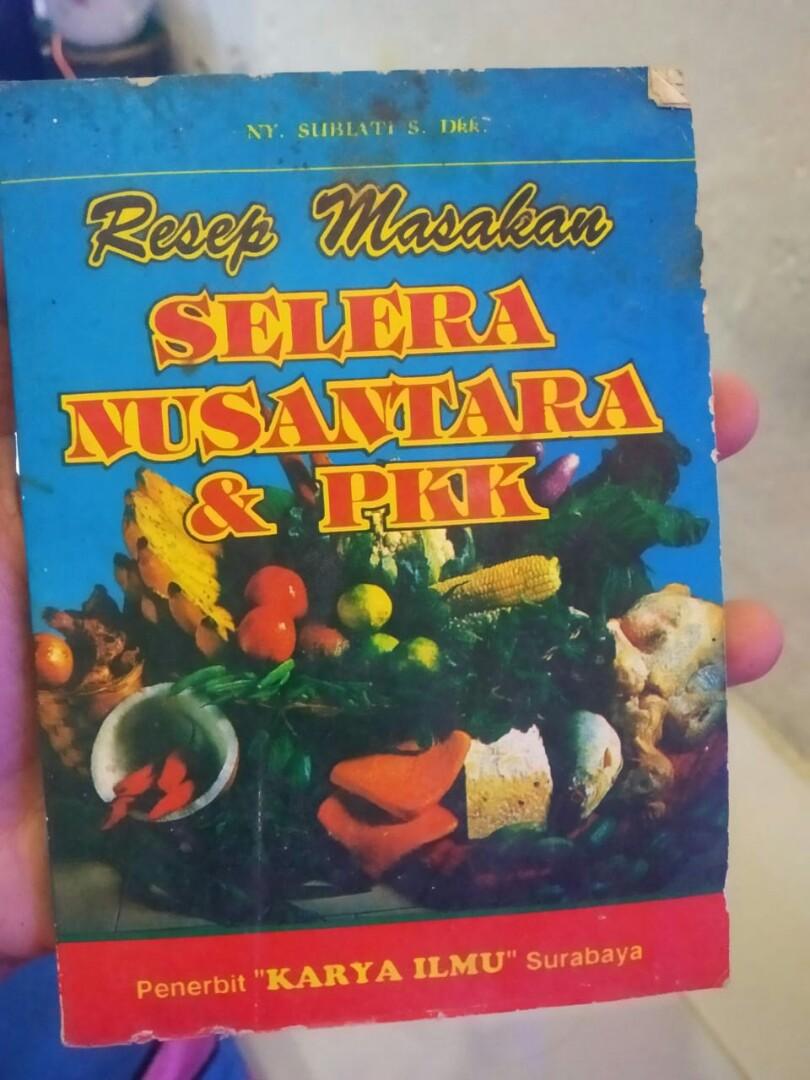 NY. SUBIATI S. Dkk.
Resep Masakan
SELERA
NUSANTARA
& PKK
Penerbit "KARYA ILMU" Surabaya